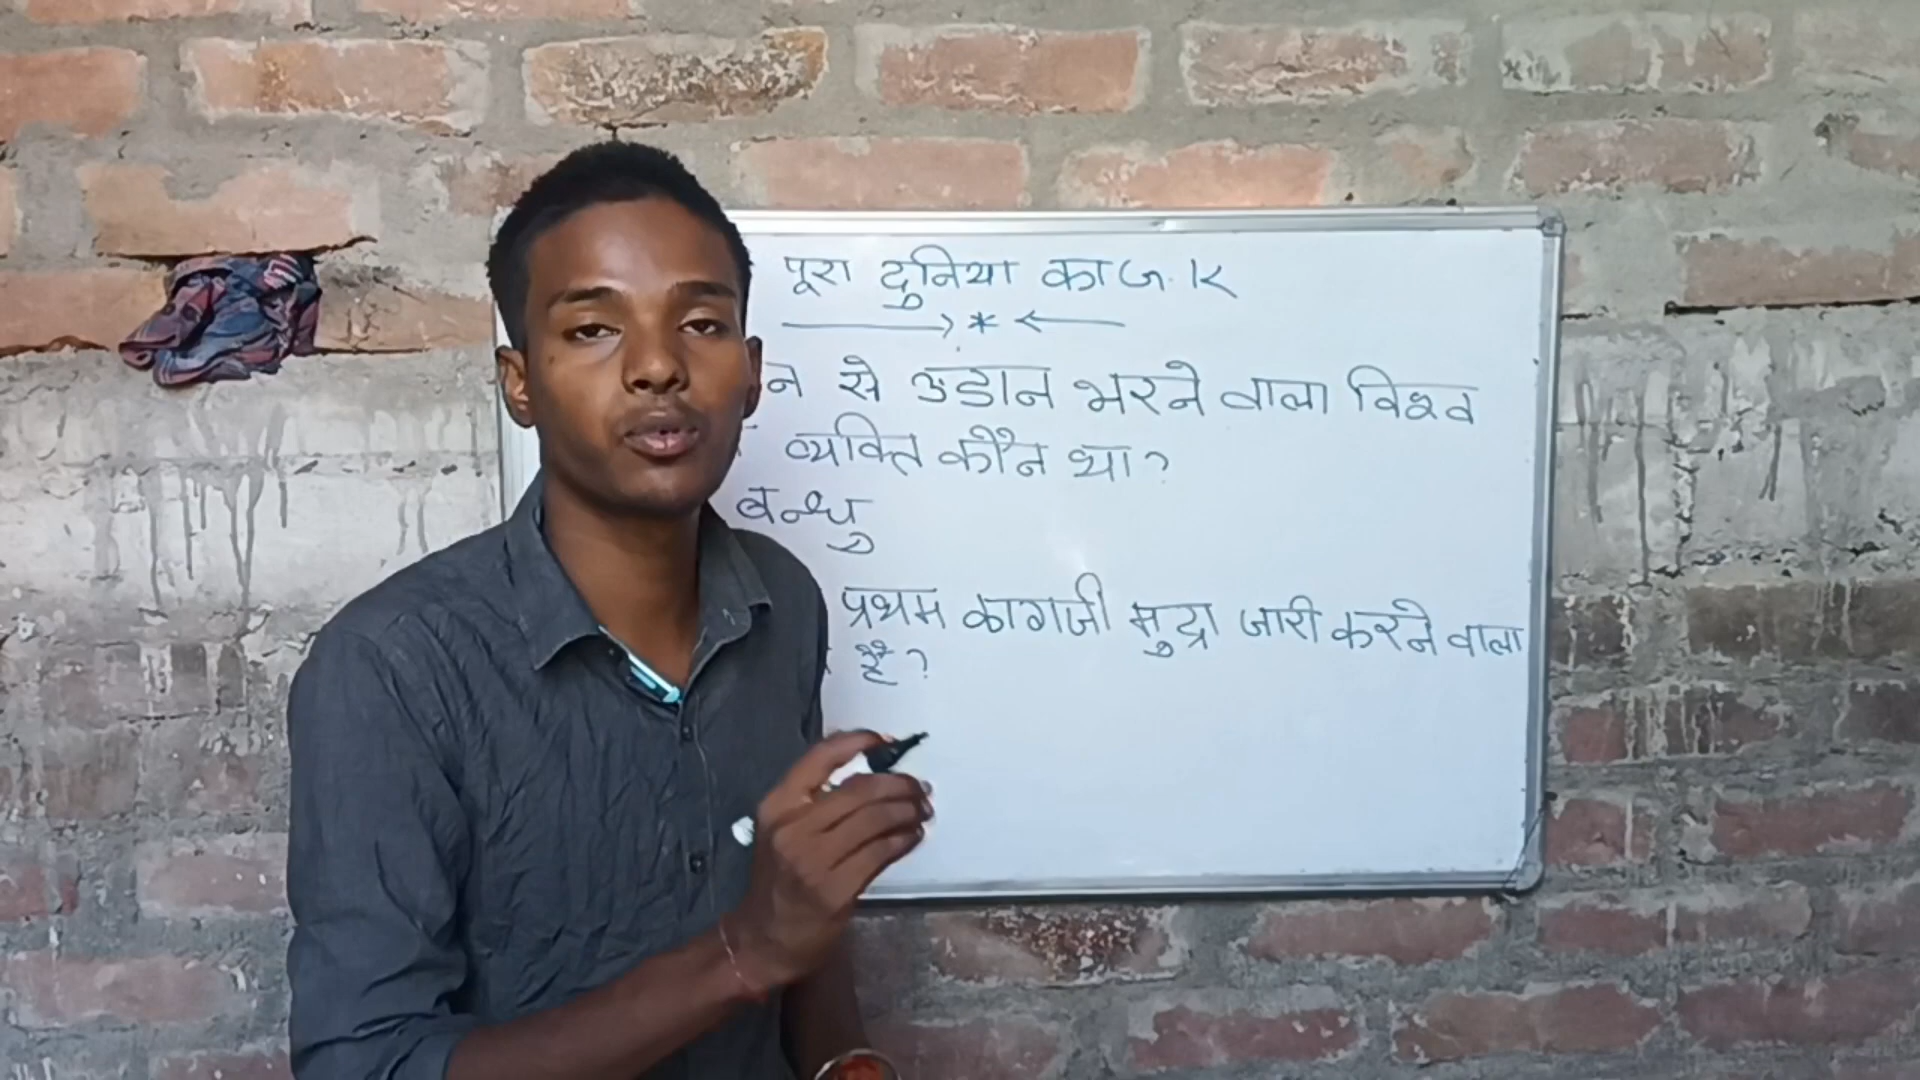 पूरा दुनिया का G.K
न से उडान भरने वाला विश्व
व्यक्ति कौन था?
बन्धु
प्रथम कागजी मुद्रा जारी करने वाला
है?